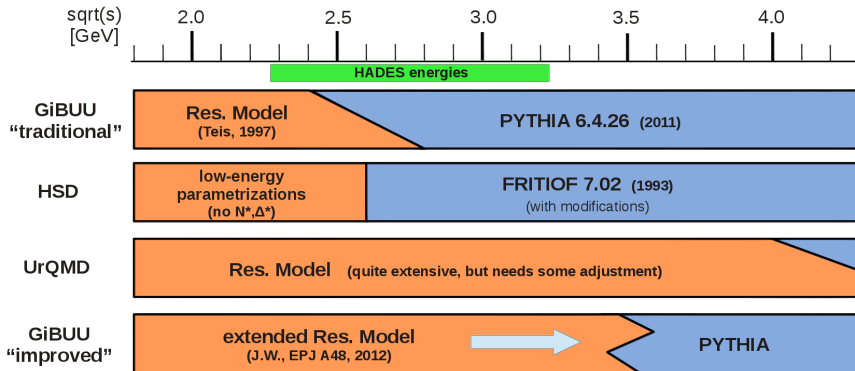 sqrt(s)
[GeV]
2.0 2.5 3.0 3.5 4.0
HADES energies
GiBUU
“traditional”
Res. Model
(Teis, 1997)
PYTHIA 6.4.26 (2011)
HSD
low-energy
parametrizations
(no N*,Δ*)
FRITIOF 7.02 (1993)
(with modifications)
UrQMD
Res. Model (quite extensive, but needs some adjustment)
GiBUU
“improved”
extended Res. Model
(J.W., EPJ A48, 2012)
PYTHIA